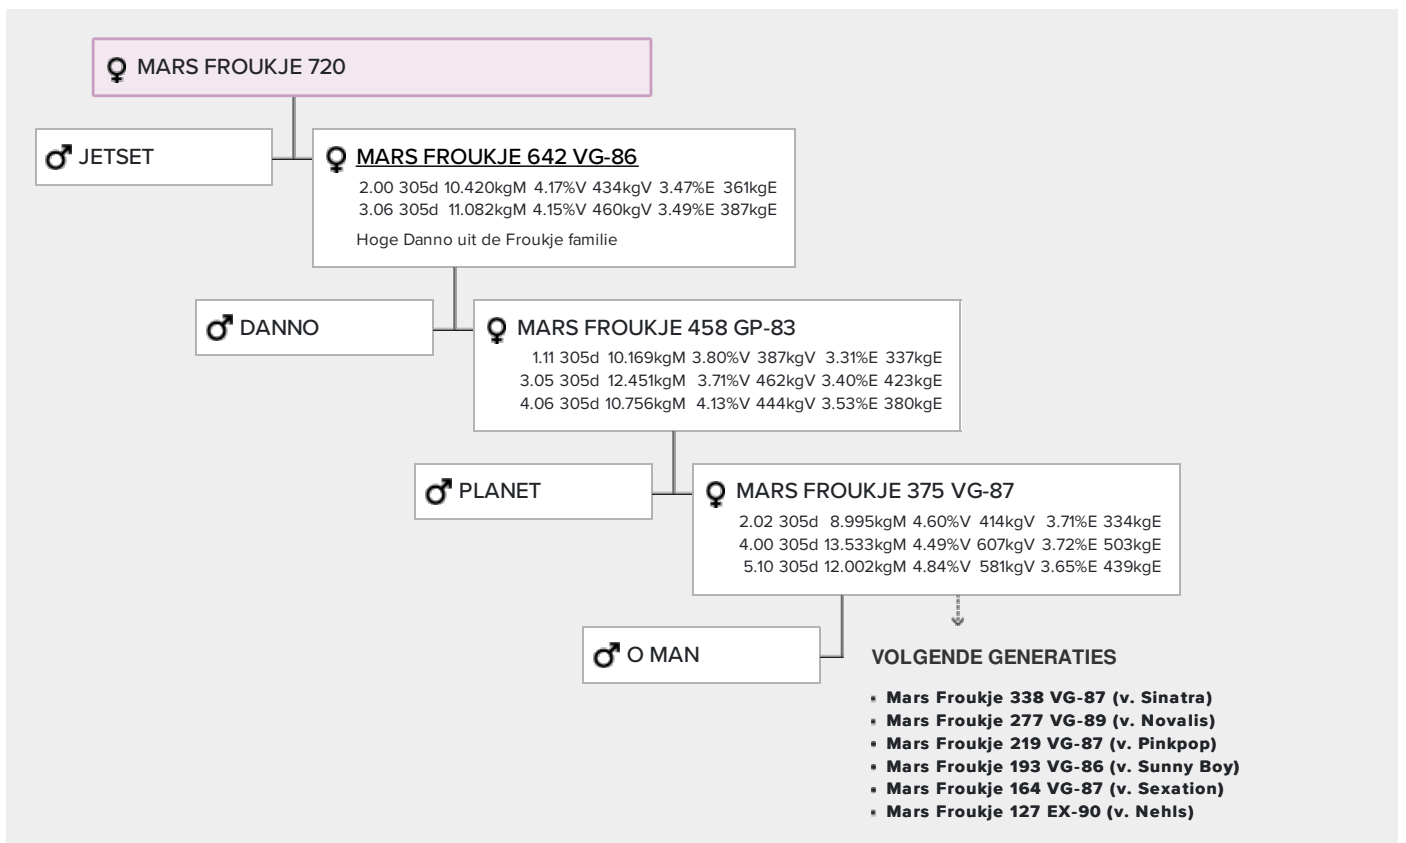 MARS FROUKJE 720
JETSET
MARS FROUKJE 642 VG-86
2.00 305d 10.420kgM 4.17%V 434kgV 3.47%E 361kgE
3.06 305d 11.082kgM 4.15%V 460kgV 3.49%E 387kgE
Hoge Danno uit de Froukje familie
DANNO
MARS FROUKJE 458 GP-83
1.11 305d 10.169kgM 3.80%V 387kgV 3.31%E 337kgE
3.05 305d 12.451kgM 3.71%V 462kgV 3.40%E 423kgE
4.06 305d 10.756kgM 4.13%V 444kgV 3.53%E 380kgE
PLANET
MARS FROUKJE 375 VG-87
2.02 305d 8.995kgM 4.60%V 414kgV 3.71%E 334kgE
4.00 305d 13.533kgM 4.49%V 607kgV 3.72%E 503kgE
5.10 305d 12.002kgM 4.84%V 581kgV 3.65%E 439kgE
O MAN
VOLGENDE GENERATIES
Mars Froukje 338 VG-87 (v. Sinatra)
Mars Froukje 277 VG-89 (v. Novalis)
Mars Froukje 219 VG-87 (v. Pinkpop)
Mars Froukje 193 VG-86 (v. Sunny Boy)
Mars Froukje 164 VG-87 (v. Sexation)
Mars Froukje 127 EX-90 (v. Nehls)